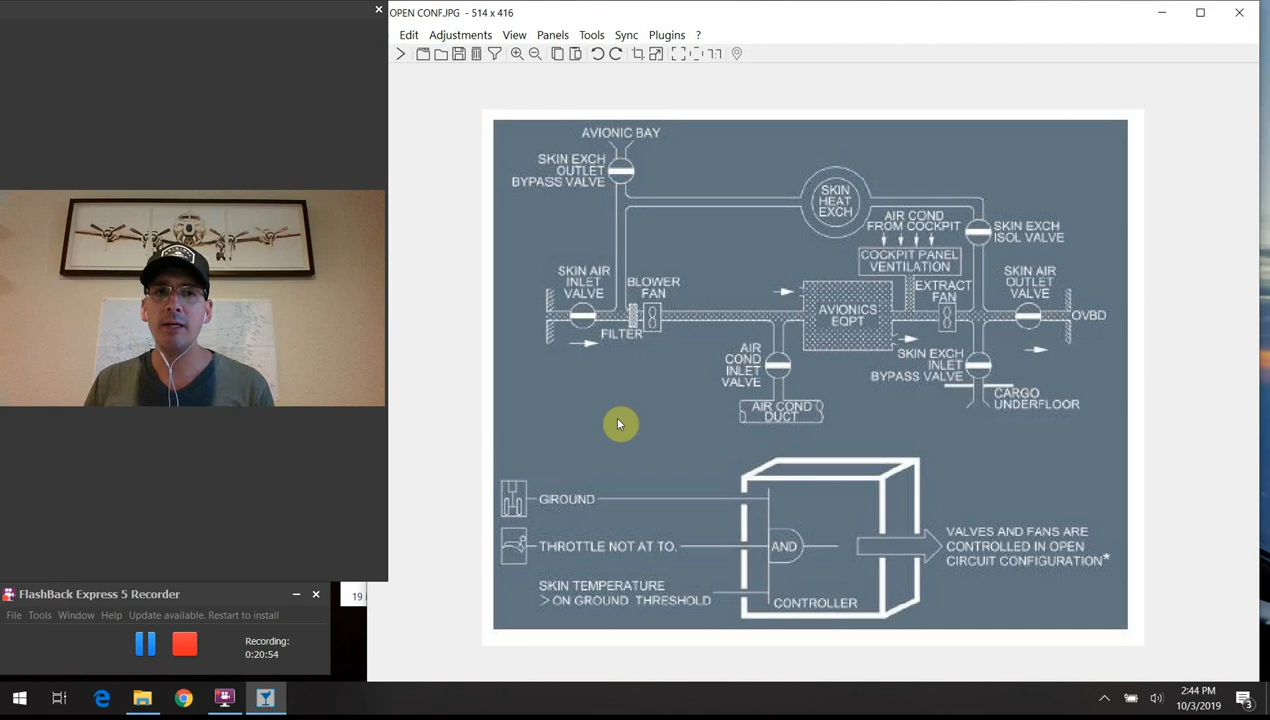 OPEN CONF.JPG - 514 x 416
Edit Adjustments View Panels Tools Sync Plugins ?
AVIONIC BAY
SKIN EXCH
OUTLET
BYPASS VALVE
SKIN
HEAT
EXCH
AIR COND
FROM COCKPIT
SKIN EXCH
ISOL VALVE
COCKPIT PANEL
VENTILATION
SKIN AIR
INLET
VALVE
BLOWER
FAN
EXTRACT
FAN
SKIN AIR
OUTLET
VALVE
AVIONICS
EQPT
OVBD
FILTER
AIR
COND
INLET
VALVE
SKIN EXCH
INLET
BYPASS VALVE
CARGO
UNDERFLOOR
AIR COND
DUCT
GROUND
THROTTLE NOT AT TO.
AND
SKIN TEMPERATURE
>ON GROUND THRESHOLD
CONTROLLER
VALVES AND FANS ARE
CONTROLLED IN OPEN
CIRCUIT CONFIGURATION*
19
FlashBack Express 5 Recorder
File Tools Window Help Update available. Restart to install
Recording:
0:20:54
2:44 PM
10/3/2019
3